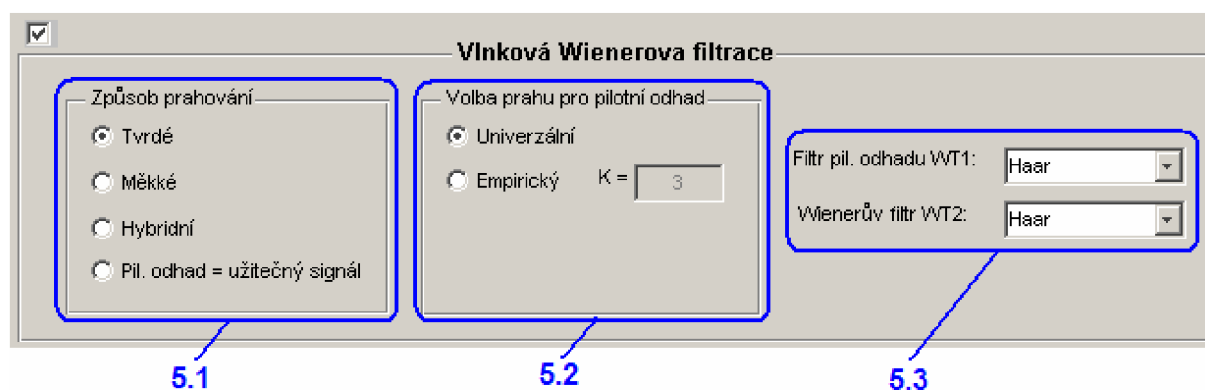 Vlnková Wienerova filtrace
Způsob prahování
Tvrdé
Měkké
Hybridní
Pil. odhad = užitečný signál
Volba prahu pro pilotní odhad
Univerzální
Empirický K = 3
Filtr pil. odhadu WT1: Haar
Wienerův filtr WT2: Haar
5.1 5.2 5.3